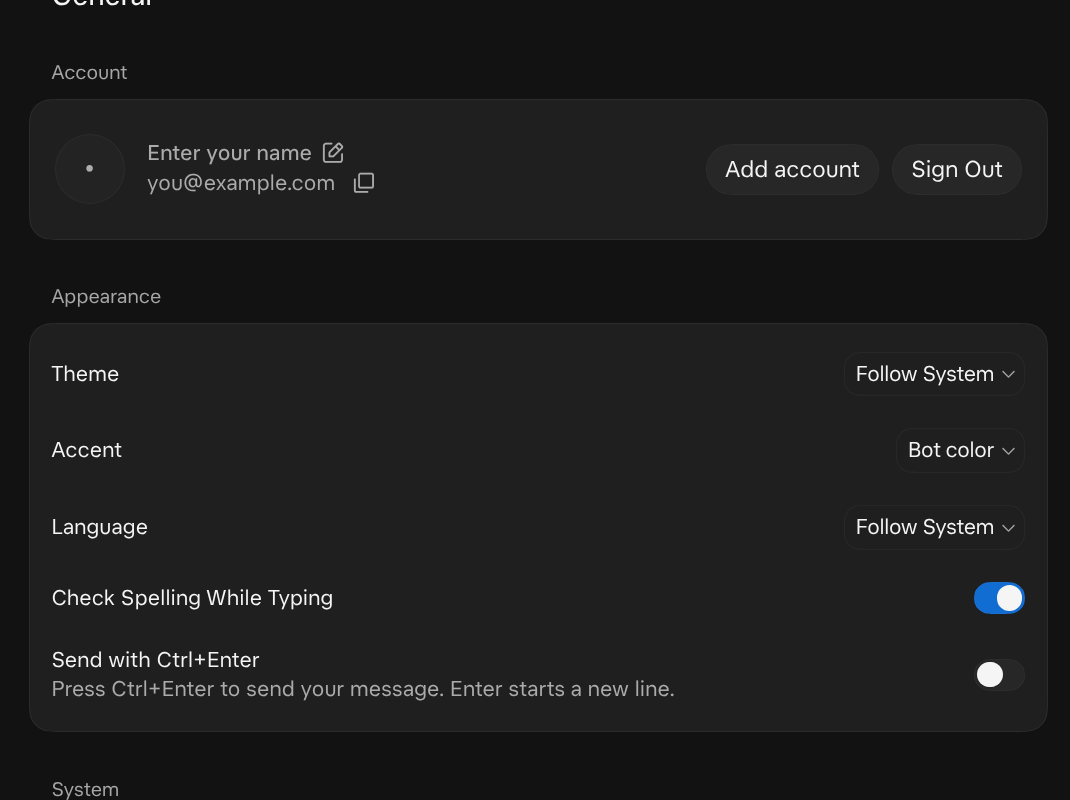 General
Account
Enter your name
you@example.com
Add account
Sign Out
Appearance
Theme
Follow System
Accent
Bot color
Language
Follow System
Check Spelling While Typing
Send with Ctrl+Enter
Press Ctrl+Enter to send your message. Enter starts a new line.
System